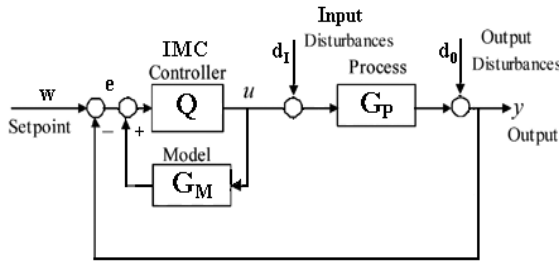 Input
IMC
Controller
d_I
Disturbances
Process
d_0
Output
Disturbances
w
Setpoint
e
−
+
Q
u
G_P
y
Output
Model
G_M